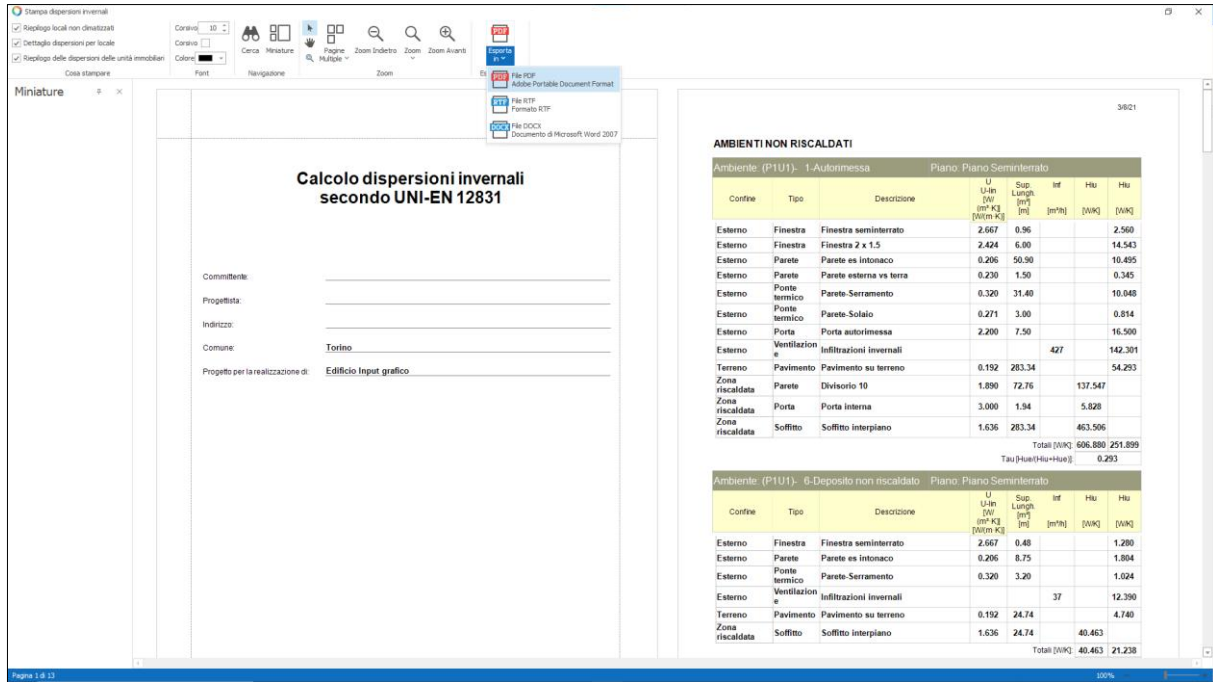 Stampa dispersioni invernali
Riepilogo locali non climatizzati
Dettaglio dispersioni per locale
Riepilogo delle dispersioni delle unità immobiliari
Cosa stampare
Corsivo 10
Corsivo
Colore
Font
Cerca Miniature
Navigazione
Pagine Multiple
Zoom Indietro Zoom Zoom Avanti
Zoom
PDF
Esporta in
PDF File PDF
Adobe Portable Document Format
RTF File RTF
Formato RTF
DOCX File DOCX
Documento di Microsoft Word 2007
Miniature
Calcolo dispersioni invernali
secondo UNI-EN 12831
Committente:
Progettista:
Indirizzo:
Comune: Torino
Progetto per la realizzazione di: Edificio Input grafico
3/8/21
AMBIENTI NON RISCALDATI
Ambiente: (P1U1)- 1-Autorimessa Piano: Piano Seminterrato
Confine Tipo Descrizione U U-lin [W/(m²·K)] [W/(m·K)] Sup. Lungh. [m²] [m] Inf [m³/h] Hiu [W/K] Hiu [W/K]
Esterno Finestra Finestra seminterrato 2.667 0.96 2.560
Esterno Finestra Finestra 2 x 1.5 2.424 6.00 14.543
Esterno Parete Parete es intonaco 0.206 50.90 10.495
Esterno Parete Parete esterna vs terra 0.230 1.50 0.345
Esterno Ponte termico Parete-Serramento 0.320 31.40 10.048
Esterno Ponte termico Parete-Solaio 0.271 3.00 0.814
Esterno Porta Porta autorimessa 2.200 7.50 16.500
Esterno Ventilazione Infiltrazioni invernali 427 142.301
Terreno Pavimento Pavimento su terreno 0.192 283.34 54.293
Zona riscaldata Parete Divisorio 10 1.890 72.76 137.547
Zona riscaldata Porta Porta interna 3.000 1.94 5.828
Zona riscaldata Soffitto Soffitto interpiano 1.636 283.34 463.506
Totali [W/K]: 606.880 251.899
Tau [Hue/(Hiu+Hue)]: 0.293
Ambiente: (P1U1)- 6-Deposito non riscaldato Piano: Piano Seminterrato
Confine Tipo Descrizione U U-lin [W/(m²·K)] [W/(m·K)] Sup. Lungh. [m²] [m] Inf [m³/h] Hiu [W/K] Hiu [W/K]
Esterno Finestra Finestra seminterrato 2.667 0.48 1.280
Esterno Parete Parete es intonaco 0.206 8.75 1.804
Esterno Ponte termico Parete-Serramento 0.320 3.20 1.024
Esterno Ventilazione Infiltrazioni invernali 37 12.390
Terreno Pavimento Pavimento su terreno 0.192 24.74 4.740
Zona riscaldata Soffitto Soffitto interpiano 1.636 24.74 40.463
Totali [W/K]: 40.463 21.238
Pagina 1 di 13
100%